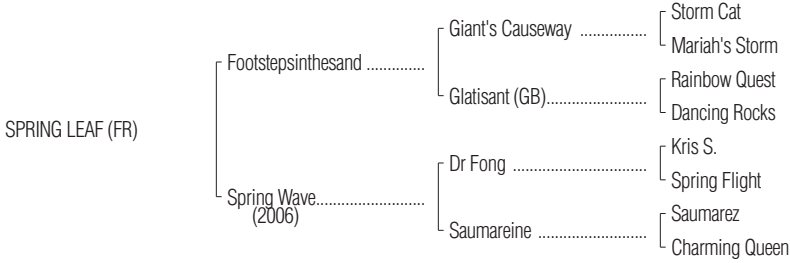 Storm Cat
Giant's Causeway ................
Mariah's Storm
Footstepsinthesand ..............
Rainbow Quest
Glatisant (GB)........................
Dancing Rocks
SPRING LEAF (FR)
Kris S.
Dr Fong ................................
Spring Flight
Spring Wave..........................
(2006)
Saumarez
Saumareine ..........................
Charming Queen